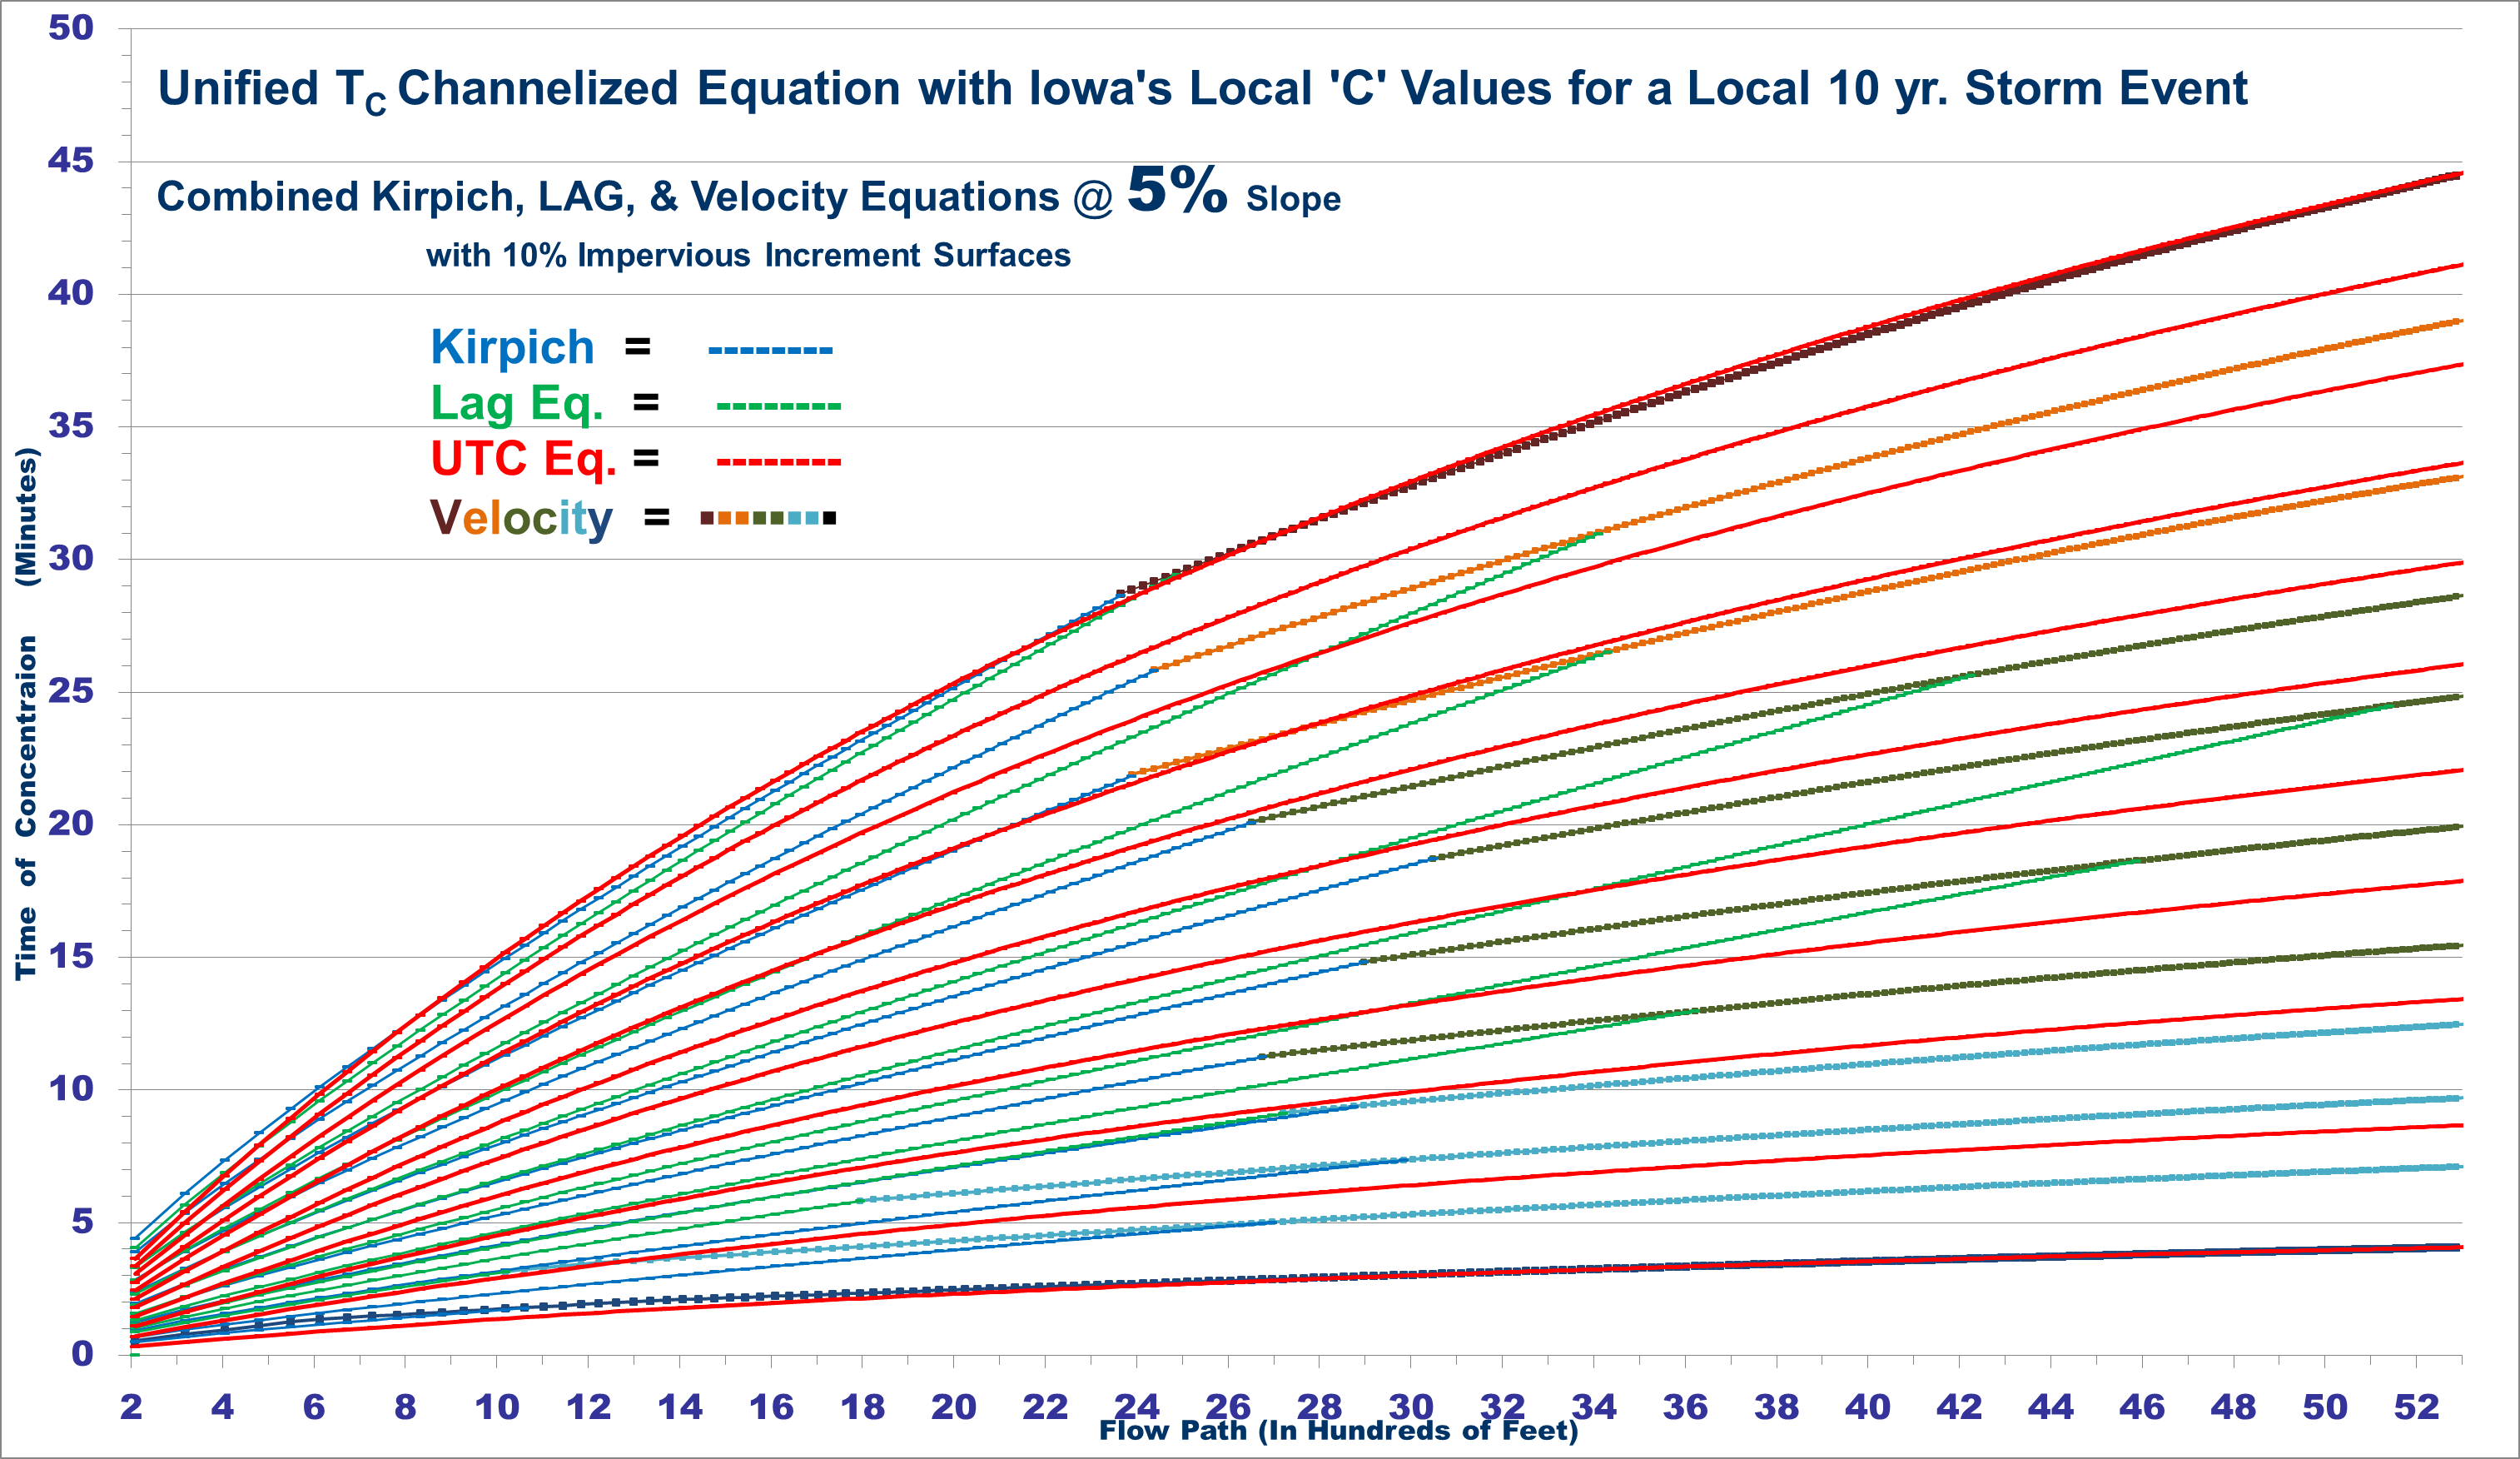 50
Unified TC Channelized Equation with Iowa's Local 'C' Values for a Local 10 yr. Storm Event
45
Combined Kirpich, LAG, & Velocity Equations @ 5% Slope
with 10% Impervious Increment Surfaces
40
Kirpich = --------
Lag Eq. = --------
35
UTC Eq. = --------
Velocity =
30
25
20
15
10
5
0
Time of Concentraion (Minutes)
2 4 6 8 10 12 14 16 18 20 22 24 26 28 30 32 34 36 38 40 42 44 46 48 50 52
Flow Path (In Hundreds of Feet)